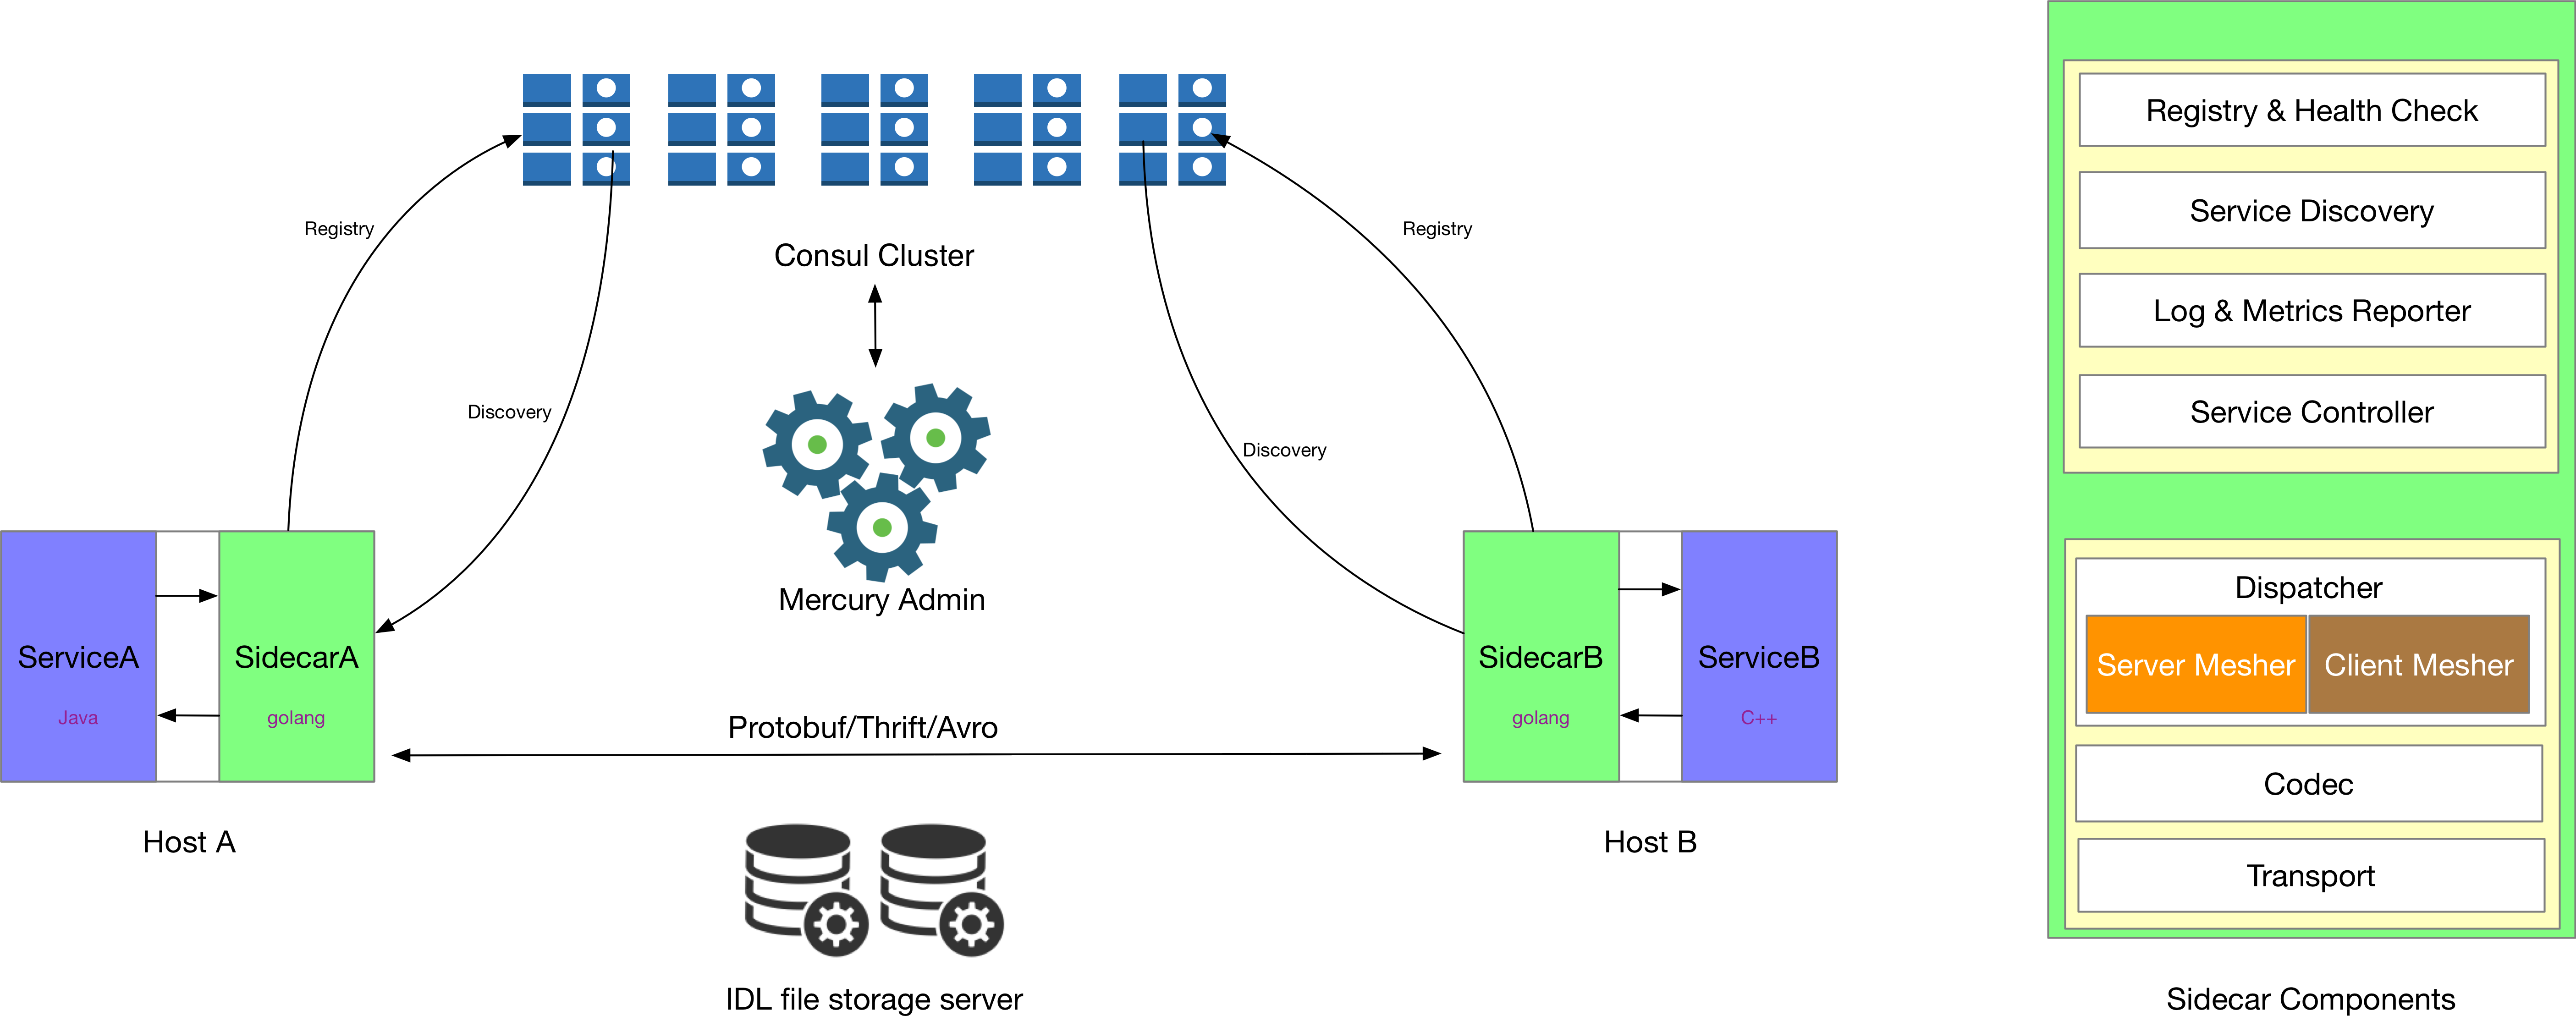 Registry & Health Check
Service Discovery
Log & Metrics Reporter
Service Controller
Dispatcher
Server Mesher
Client Mesher
Codec
Transport
Sidecar Components
Registry
Registry
Consul Cluster
Discovery
Discovery
Mercury Admin
ServiceA
SidecarA
SidecarB
ServiceB
Java
golang
golang
C++
Protobuf/Thrift/Avro
Host A
Host B
IDL file storage server